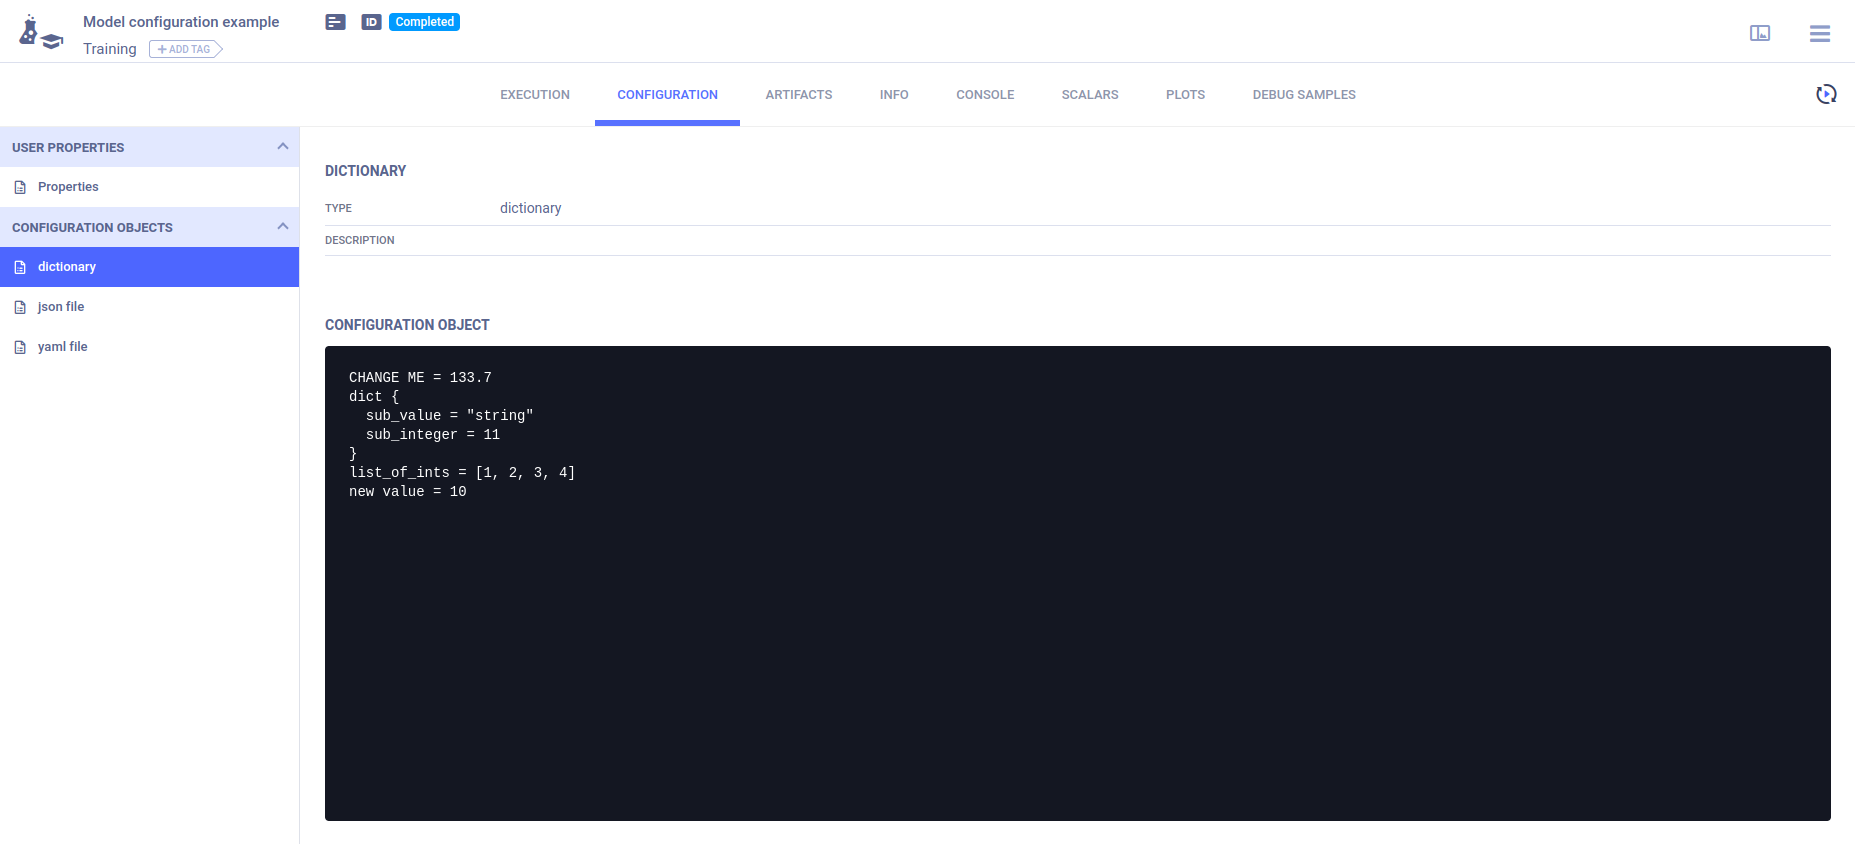 Model configuration example
ID
Completed
Training
ADD TAG
EXECUTION
CONFIGURATION
ARTIFACTS
INFO
CONSOLE
SCALARS
PLOTS
DEBUG SAMPLES
USER PROPERTIES
Properties
CONFIGURATION OBJECTS
dictionary
json file
yaml file
DICTIONARY
TYPE dictionary
DESCRIPTION
CONFIGURATION OBJECT
CHANGE ME = 133.7
dict {
  sub_value = "string"
  sub_integer = 11
}
list_of_ints = [1, 2, 3, 4]
new value = 10